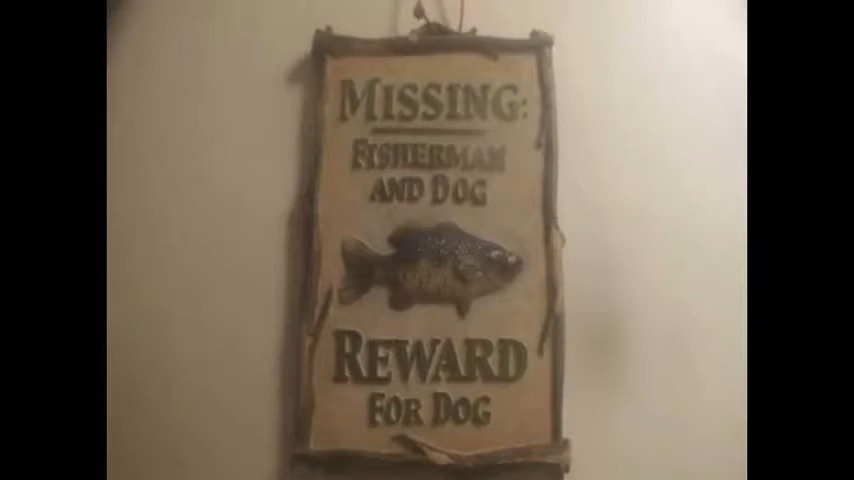 MISSING:
FISHERMAN
AND DOG
REWARD
FOR DOG